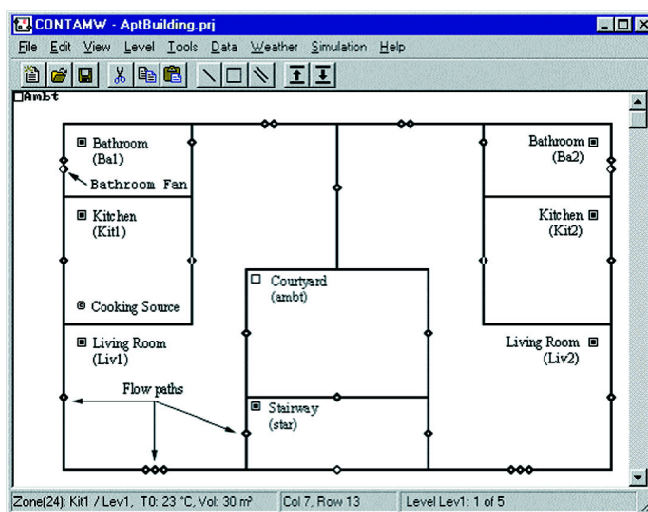 CONTAMW - AptBuilding.prj
File Edit View Level Tools Data Weather Simulation Help
Ambt
Bathroom
(Ba1)
Bathroom Fan
Bathroom
(Ba2)
Kitchen
(Kit1)
Kitchen
(Kit2)
Courtyard
(ambt)
Cooking Source
Living Room
(Liv1)
Living Room
(Liv2)
Flow paths
Stairway
(star)
Zone(24): Kit1 / Lev1, T0: 23 °C, Vol: 30 m³ Col 7, Row 13 Level Lev1: 1 of 5